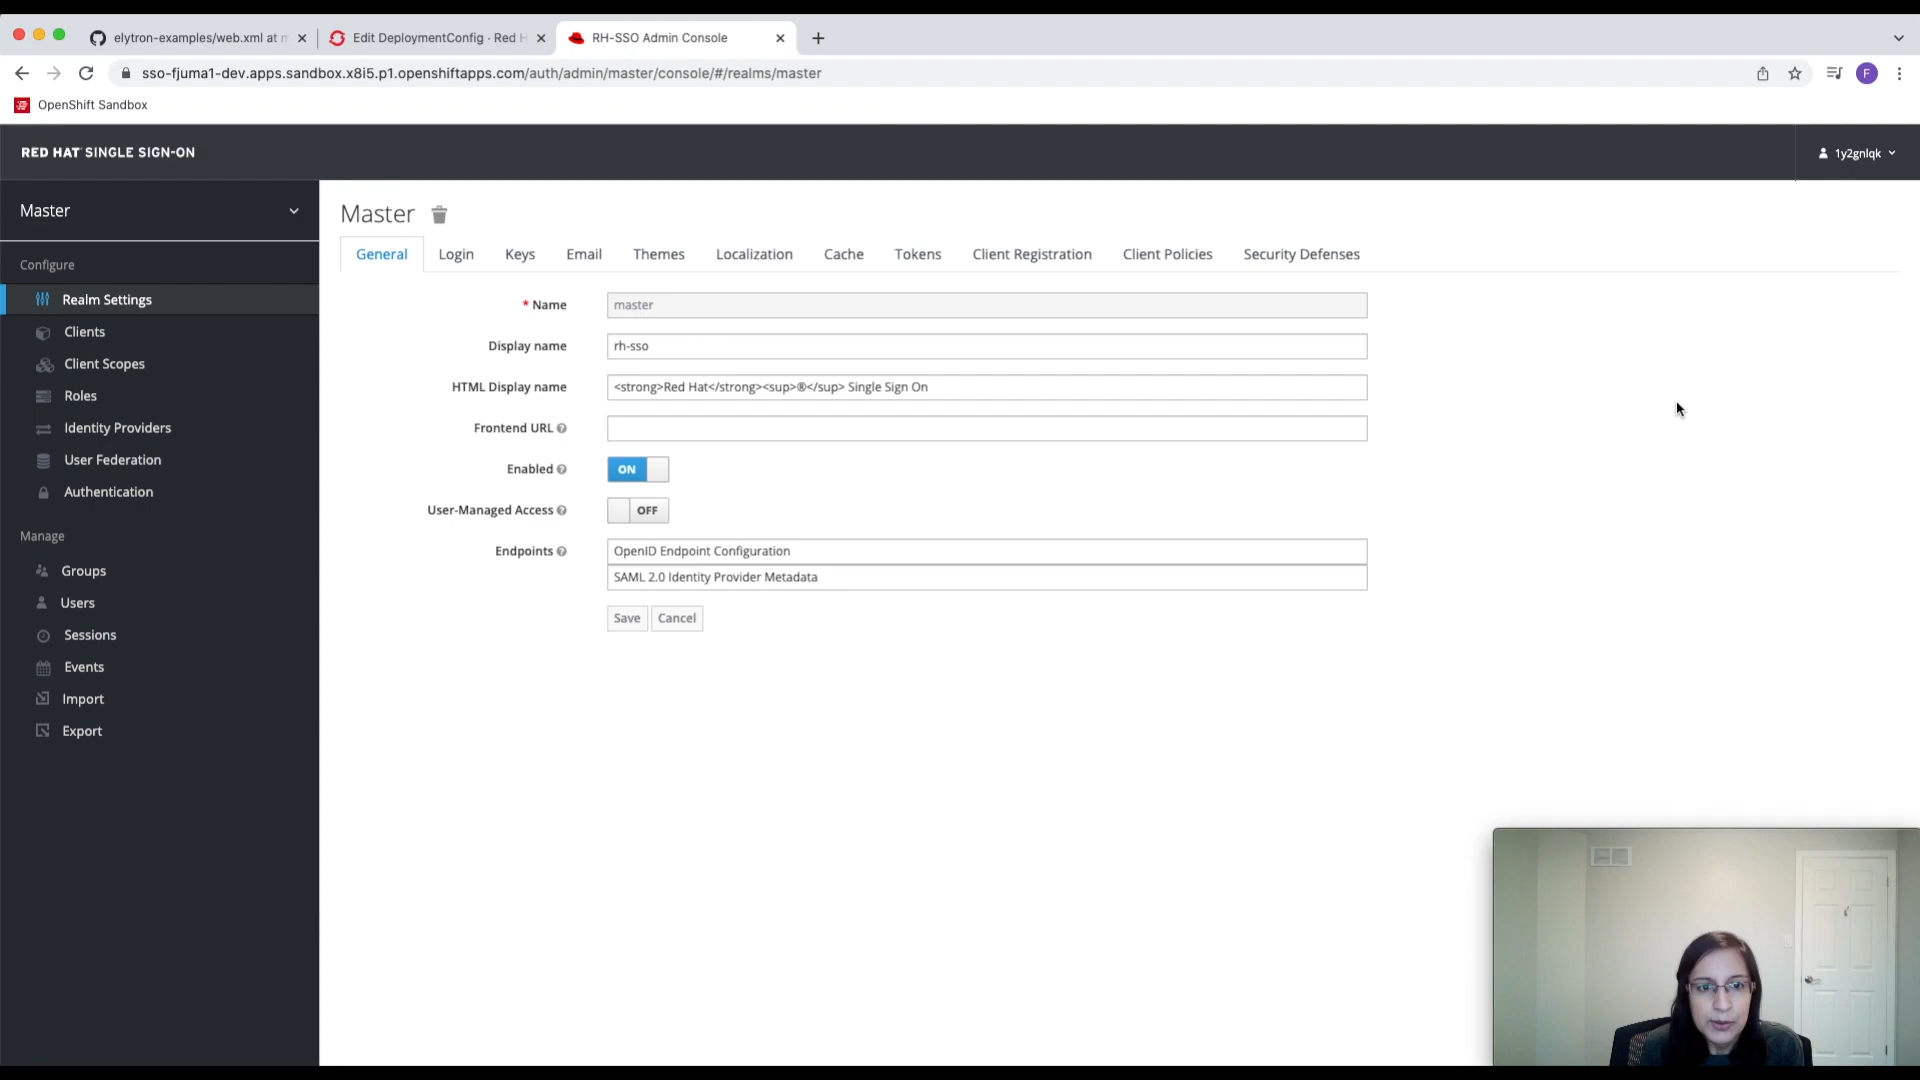 elytron-examples/web.xml at m
Edit DeploymentConfig · Red H
RH-SSO Admin Console
sso-fjuma1-dev.apps.sandbox.x8i5.p1.openshiftapps.com/auth/admin/master/console/#/realms/master
F
OpenShift Sandbox
RED HAT SINGLE SIGN-ON
1y2gnlqk
Master
Configure
Realm Settings
Clients
Client Scopes
Roles
Identity Providers
User Federation
Authentication
Manage
Groups
Users
Sessions
Events
Import
Export
Master
General Login Keys Email Themes Localization Cache Tokens Client Registration Client Policies Security Defenses
* Name master
Display name rh-sso
HTML Display name <strong>Red Hat</strong><sup>®</sup> Single Sign On
Frontend URL
Enabled ON
User-Managed Access OFF
Endpoints OpenID Endpoint Configuration
SAML 2.0 Identity Provider Metadata
Save Cancel